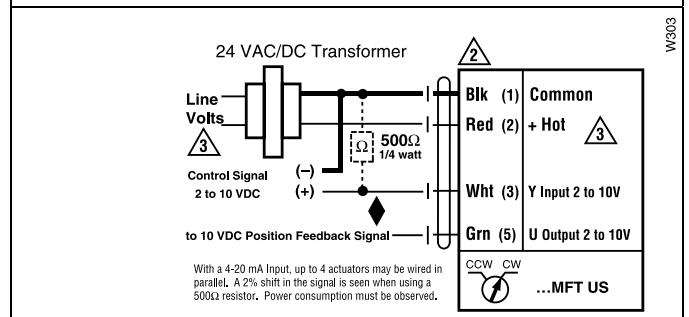 W303
24 VAC/DC Transformer
2
Line
Volts
3
Blk (1) Common
Red (2) + Hot
3
Ω
500Ω
1/4 watt
Control Signal
2 to 10 VDC
(–)
(+)
Wht (3) Y Input 2 to 10V
to 10 VDC Position Feedback Signal
Grn (5) U Output 2 to 10V
CCW CW
...MFT US
With a 4-20 mA Input, up to 4 actuators may be wired in
parallel. A 2% shift in the signal is seen when using a
500Ω resistor. Power consumption must be observed.